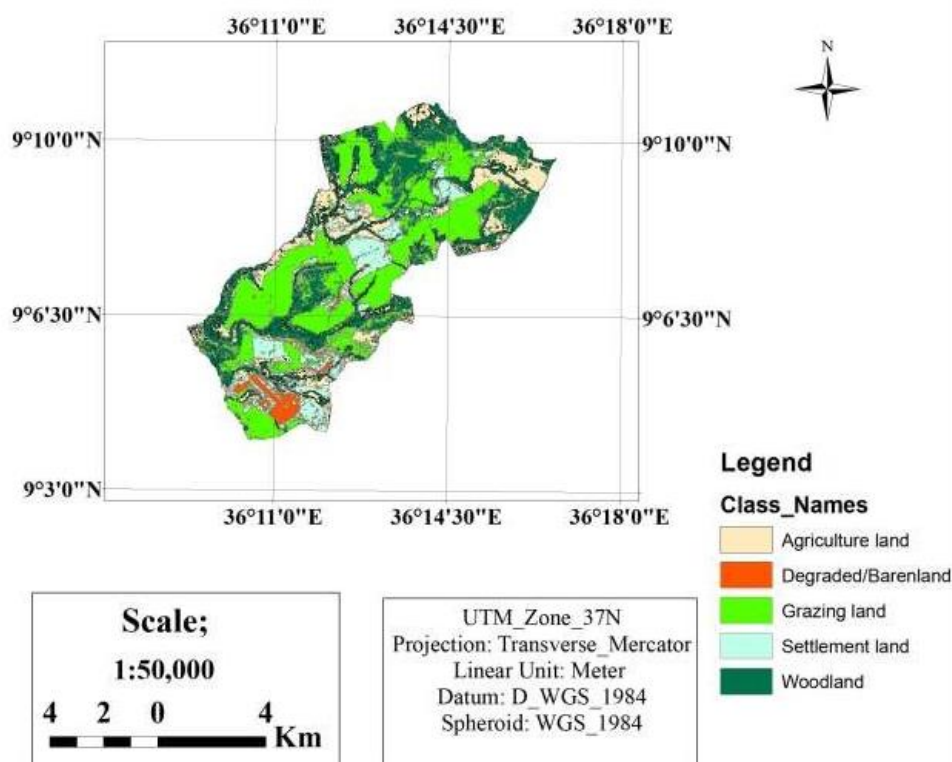 36°11'0"E 36°14'30"E 36°18'0"E
N
9°10'0"N 9°10'0"N
9°6'30"N 9°6'30"N
9°3'0"N
36°11'0"E 36°14'30"E 36°18'0"E
Legend
Class_Names
Agriculture land
Degraded/Barenland
Grazing land
Settlement land
Woodland
Scale;
1:50,000
4 2 0 4
Km
UTM_Zone_37N
Projection: Transverse_Mercator
Linear Unit: Meter
Datum: D_WGS_1984
Spheroid: WGS_1984